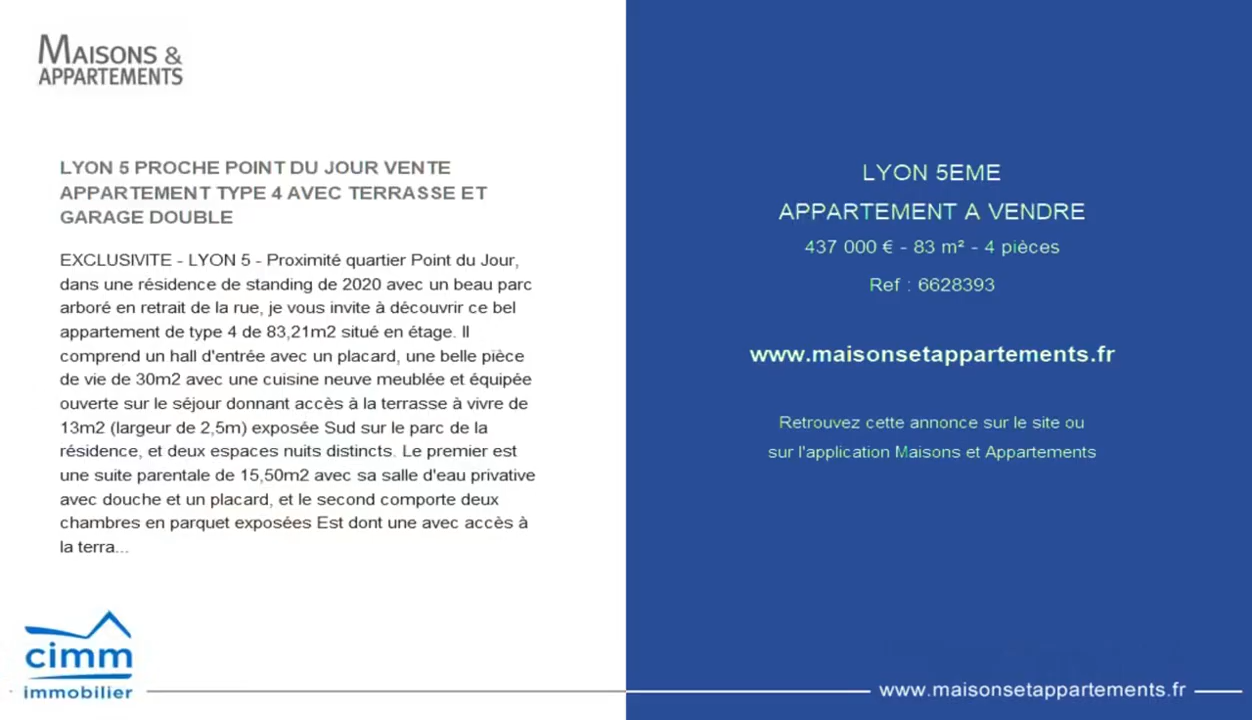 MAISONS &
APPARTEMENTS
LYON 5 PROCHE POINT DU JOUR VENTE
APPARTEMENT TYPE 4 AVEC TERRASSE ET
GARAGE DOUBLE
EXCLUSIVITE - LYON 5 - Proximité quartier Point du Jour,
dans une résidence de standing de 2020 avec un beau parc
arboré en retrait de la rue, je vous invite à découvrir ce bel
appartement de type 4 de 83,21m2 situé en étage. Il
comprend un hall d'entrée avec un placard, une belle pièce
de vie de 30m2 avec une cuisine neuve meublée et équipée
ouverte sur le séjour donnant accès à la terrasse à vivre de
13m2 (largeur de 2,5m) exposée Sud sur le parc de la
résidence, et deux espaces nuits distincts. Le premier est
une suite parentale de 15,50m2 avec sa salle d'eau privative
avec douche et un placard, et le second comporte deux
chambres en parquet exposées Est dont une avec accès à
la terra...
cimm
immobilier
LYON 5EME
APPARTEMENT A VENDRE
437 000 € - 83 m² - 4 pièces
Ref : 6628393
www.maisonsetappartements.fr
Retrouvez cette annonce sur le site ou
sur l'application Maisons et Appartements
www.maisonsetappartements.fr